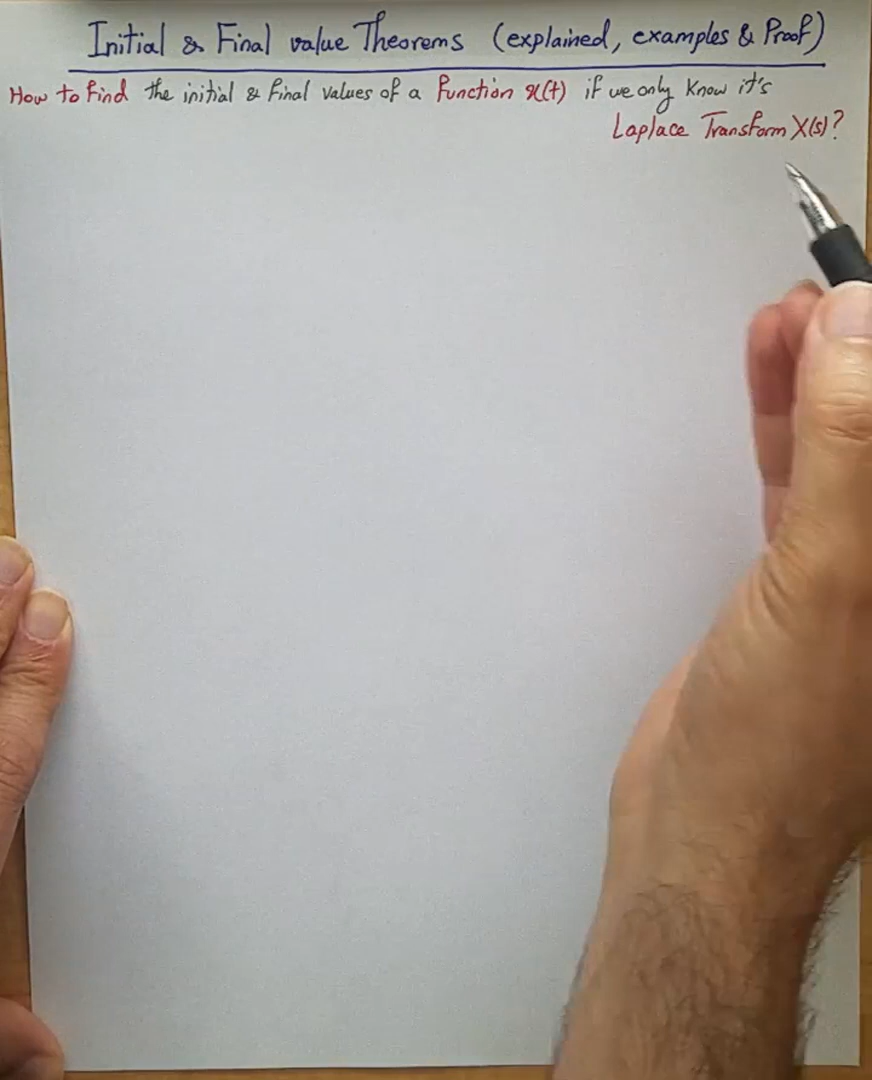 Initial & Final value Theorems (explained, examples & Proof)
How to find the initial & final values of a function x(t) if we only know it's
Laplace Transform X(s)?